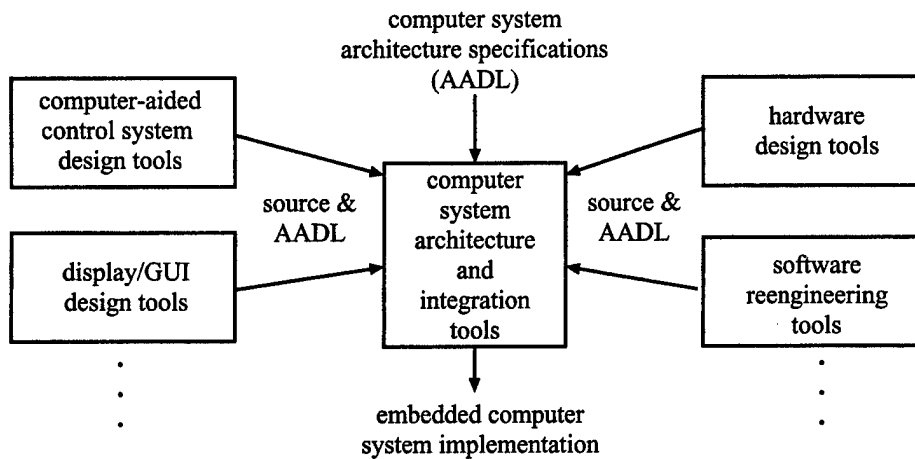 computer system
architecture specifications
(AADL)
computer-aided
control system
design tools
hardware
design tools
source &
AADL
computer
system
architecture
and
integration
tools
source &
AADL
display/GUI
design tools
software
reengineering
tools
embedded computer
system implementation